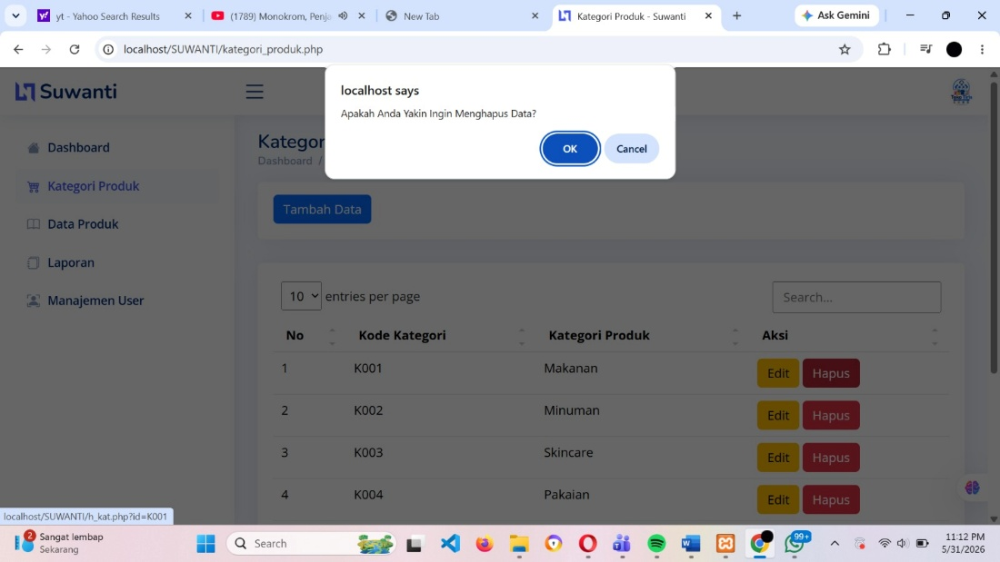 yt - Yahoo Search Results
(1789) Monokrom, Penja
New Tab
Kategori Produk - Suwanti
Ask Gemini
localhost/SUWANTI/kategori_produk.php
Suwanti
localhost says
Apakah Anda Yakin Ingin Menghapus Data?
OK
Cancel
Dashboard
Kategori Produk
Data Produk
Laporan
Manajemen User
Kategor
Dashboard /
Tambah Data
10 entries per page
Search...
No Kode Kategori Kategori Produk Aksi
1 K001 Makanan Edit Hapus
2 K002 Minuman Edit Hapus
3 K003 Skincare Edit Hapus
4 K004 Pakaian Edit Hapus
localhost/SUWANTI/h_kat.php?id=K001
2
Sangat lembap
Sekarang
Search
99+
11:12 PM
5/31/2026